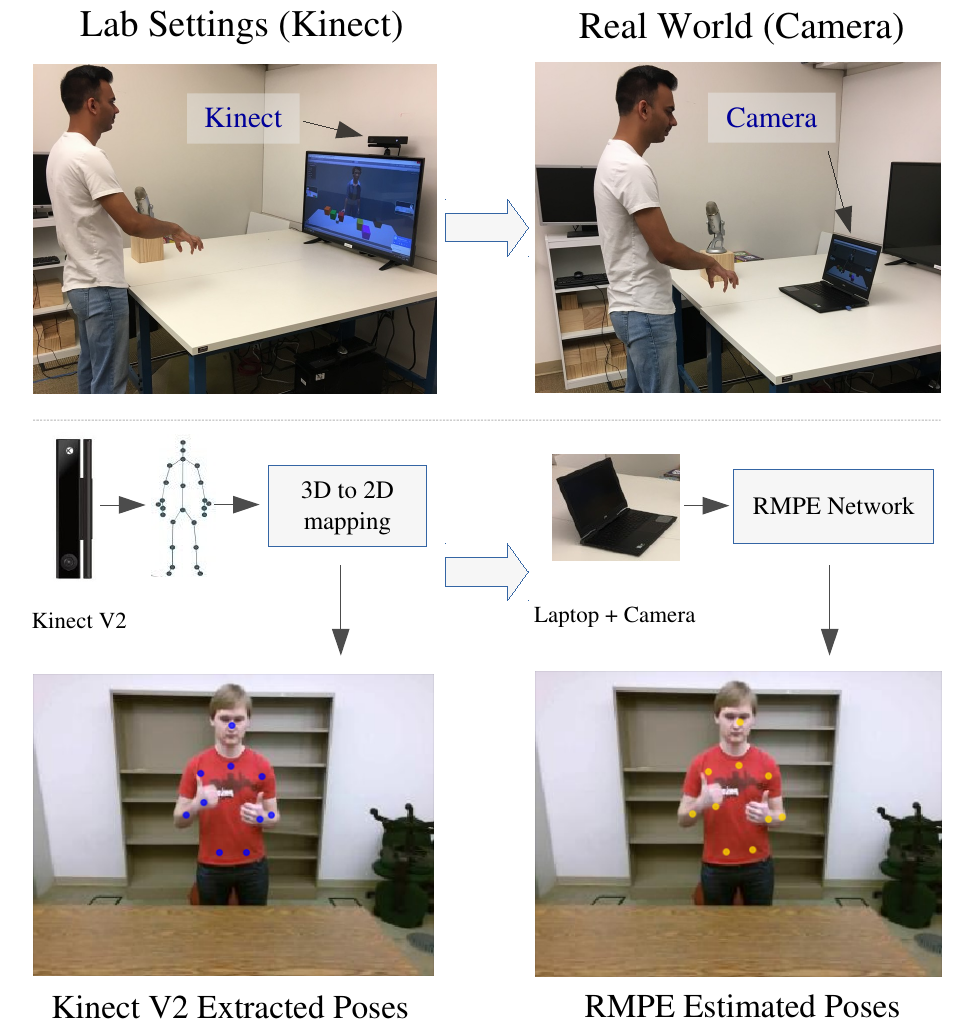 Lab Settings (Kinect)
Real World (Camera)
Kinect
Camera
3D to 2D
mapping
RMPE Network
Kinect V2
Laptop + Camera
Kinect V2 Extracted Poses
RMPE Estimated Poses